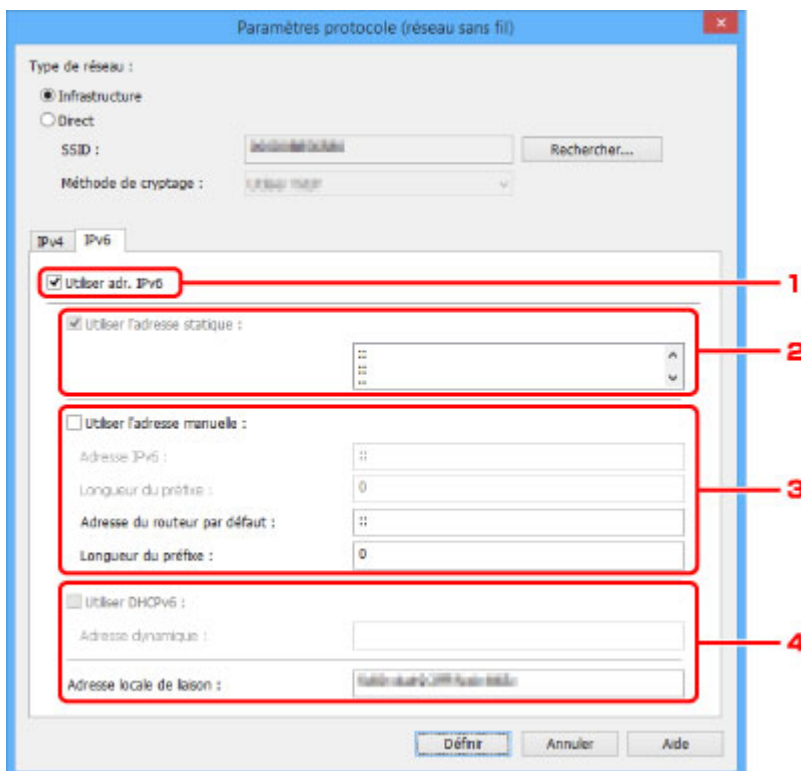 Paramètres protocole (réseau sans fil)
Type de réseau :
Infrastructure
Direct
SSID :
Rechercher...
Méthode de cryptage :
IPv4 IPv6
Utiliser adr. IPv6
1
Utiliser l'adresse statique :
::
::
::
2
Utiliser l'adresse manuelle :
Adresse IPv6 : ::
Longueur du préfixe : 0
3
Adresse du routeur par défaut : ::
Longueur du préfixe : 0
Utiliser DHCPv6 :
Adresse dynamique :
4
Adresse locale de liaison :
Définir Annuler Aide